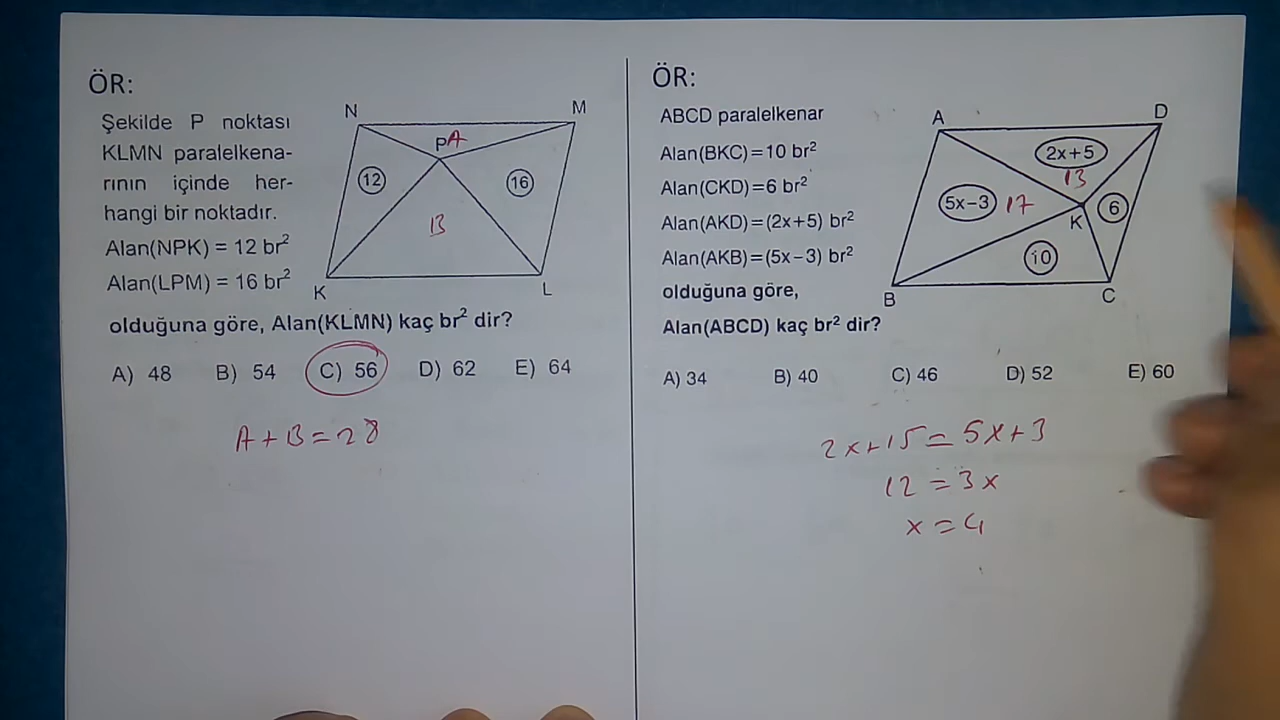 ÖR:
Şekilde P noktası
KLMN paralelkena-
rının içinde her-
hangi bir noktadır.
Alan(NPK) = 12 br²
Alan(LPM) = 16 br²
olduğuna göre, Alan(KLMN) kaç br² dir?
N
M
P
A
12
16
B
K
L
A) 48 B) 54 C) 56 D) 62 E) 64
A+B=28
ÖR:
ABCD paralelkenar
Alan(BKC)=10 br²
Alan(CKD)=6 br²
Alan(AKD)=(2x+5) br²
Alan(AKB)=(5x−3) br²
olduğuna göre,
Alan(ABCD) kaç br² dir?
A
D
2x+5
13
5x−3
17
6
K
10
B
C
A) 34 B) 40 C) 46 D) 52 E) 60
2x+15=5x+3
12=3x
x=4